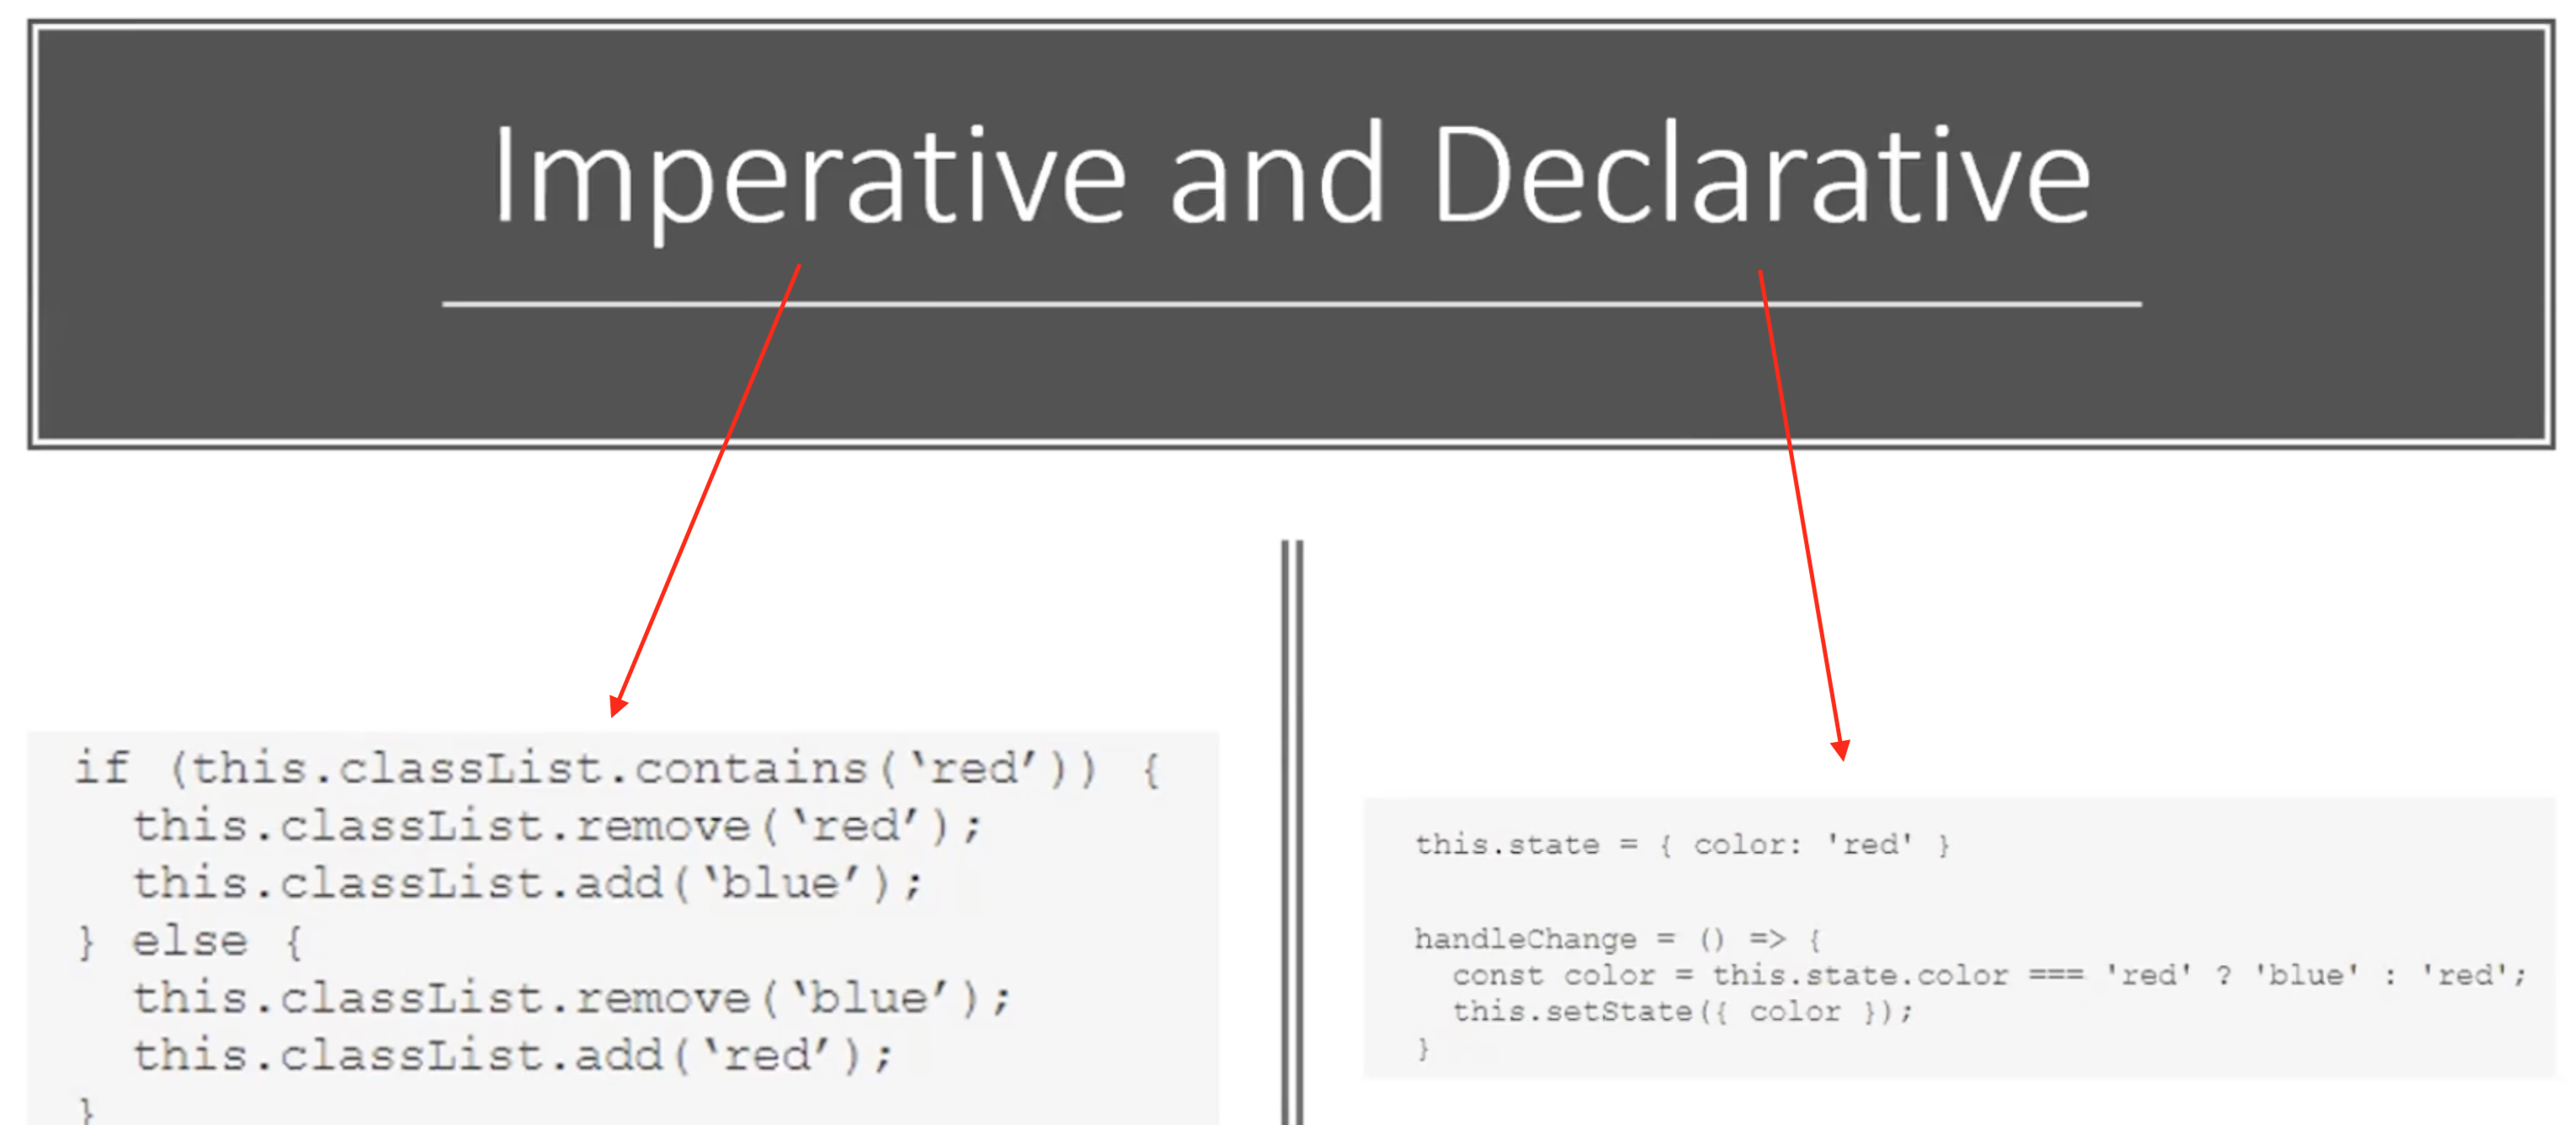 Imperative and Declarative
if (this.classList.contains(‘red’)) {
  this.classList.remove(‘red’);
  this.classList.add(‘blue’);
} else {
  this.classList.remove(‘blue’);
  this.classList.add(‘red’);
}
this.state = { color: 'red' }
handleChange = () => {
  const color = this.state.color === 'red' ? 'blue' : 'red';
  this.setState({ color });
}